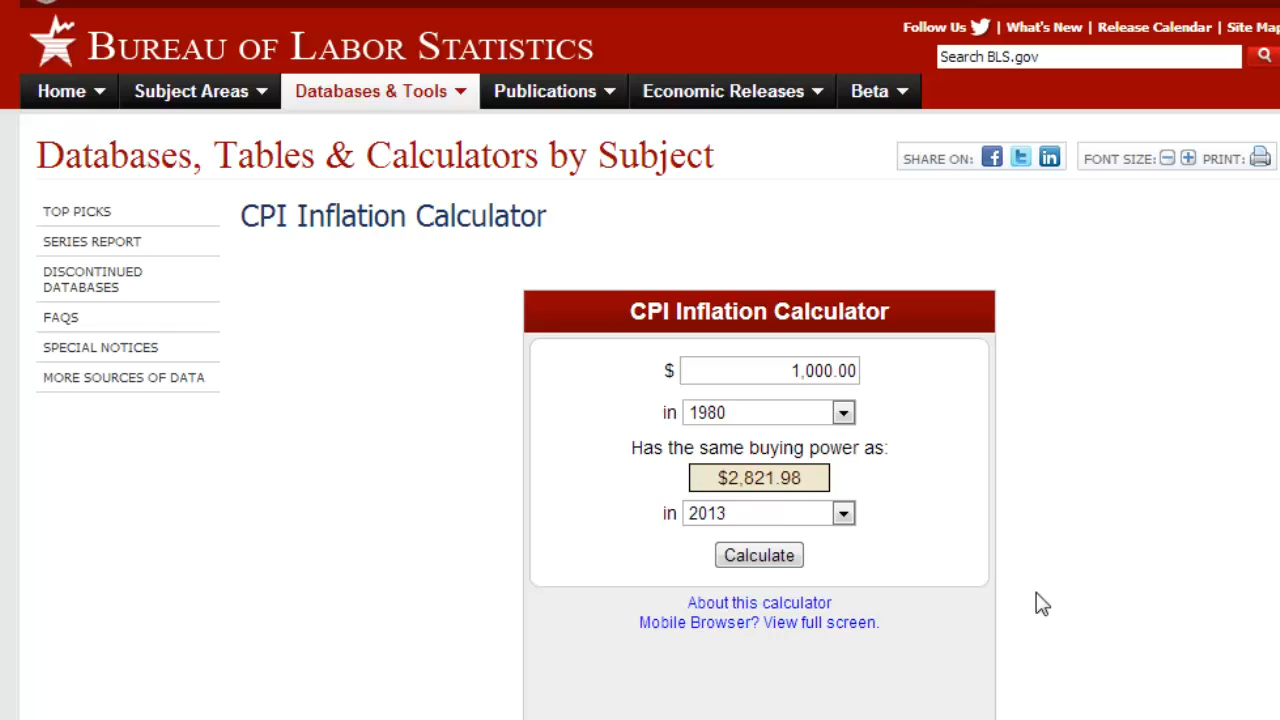 Follow Us | What's New | Release Calendar | Site Map
BUREAU OF LABOR STATISTICS
Search BLS.gov
Home Subject Areas Databases & Tools Publications Economic Releases Beta
Databases, Tables & Calculators by Subject
SHARE ON: FONT SIZE: PRINT:
TOP PICKS
SERIES REPORT
DISCONTINUED
DATABASES
FAQS
SPECIAL NOTICES
MORE SOURCES OF DATA
CPI Inflation Calculator
CPI Inflation Calculator
$ 1,000.00
in 1980
Has the same buying power as:
$2,821.98
in 2013
Calculate
About this calculator
Mobile Browser? View full screen.